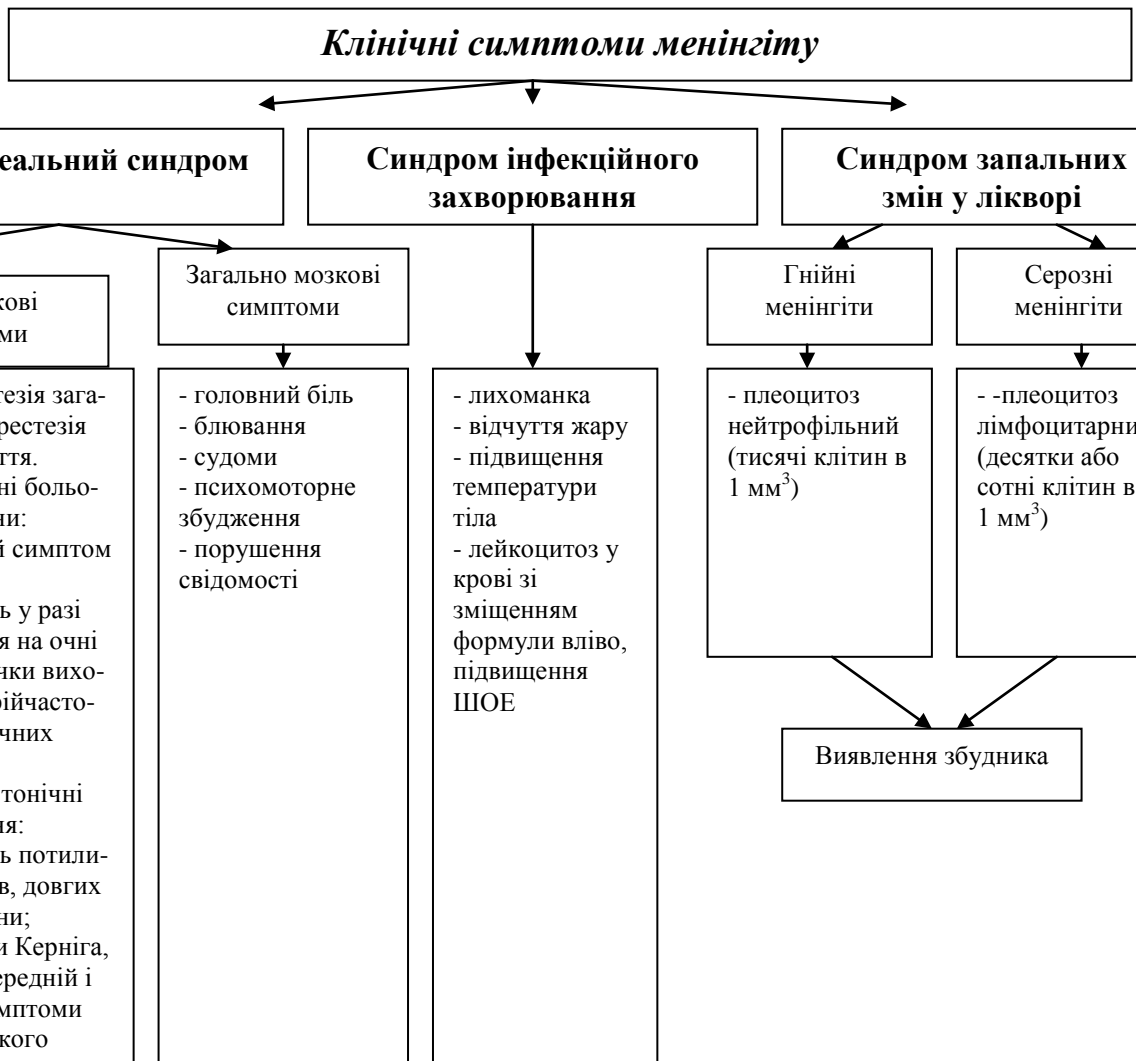 Клінічні симптоми менінгіту
еальний синдром
Синдром інфекційного
захворювання
Синдром запальних
змін у лікворі
кові
ми
Загально мозкові
симптоми
Гнійні
менінгіти
Серозні
менінгіти
тезія зага-
рестезія
ття.
ні больо-
ни:
й симптом
ь у разі
я на очні
чки вихо-
рійчасто-
чних
тонічні
ня:
ь потили-
в, довгих
ни;
и Керніга,
ередній і
мптоми
кого
- головний біль
- блювання
- судоми
- психомоторне
збудження
- порушення
свідомості
- лихоманка
- відчуття жару
- підвищення
температури
тіла
- лейкоцитоз у
крові зі
зміщенням
формули вліво,
підвищення
ШОЕ
- плеоцитоз
нейтрофільний
(тисячі клітин в
1 мм³)
- -плеоцитоз
лімфоцитарни
(десятки або
сотні клітин в
1 мм³)
Виявлення збудника